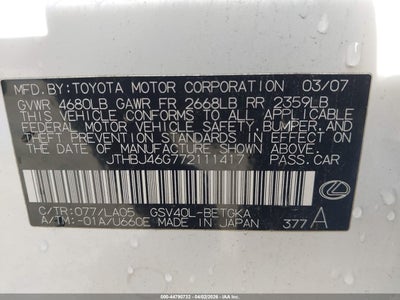 MFD.BY:TOYOTA MOTOR CORPORATION 03/07
GVWR 4680LB GAWR FR 2668LB RR 2359LB
THIS VEHICLE CONFORMS TO ALL APPLICABLE
FEDERAL MOTOR VEHICLE SAFETY, BUMPER, AND
THEFT PREVENTION STANDARDS IN EFFECT ON
THE DATE OF MANUFACTURE SHOWN ABOVE.
JTHBJ46G772111417 PASS.CAR
C/TR:077/LA05 GSV40L-BETGKA
A/TM:-01A/U660E MADE IN JAPAN 377 A
LEXUS
000-44790732 - 04/02/2026 - IAA INC.